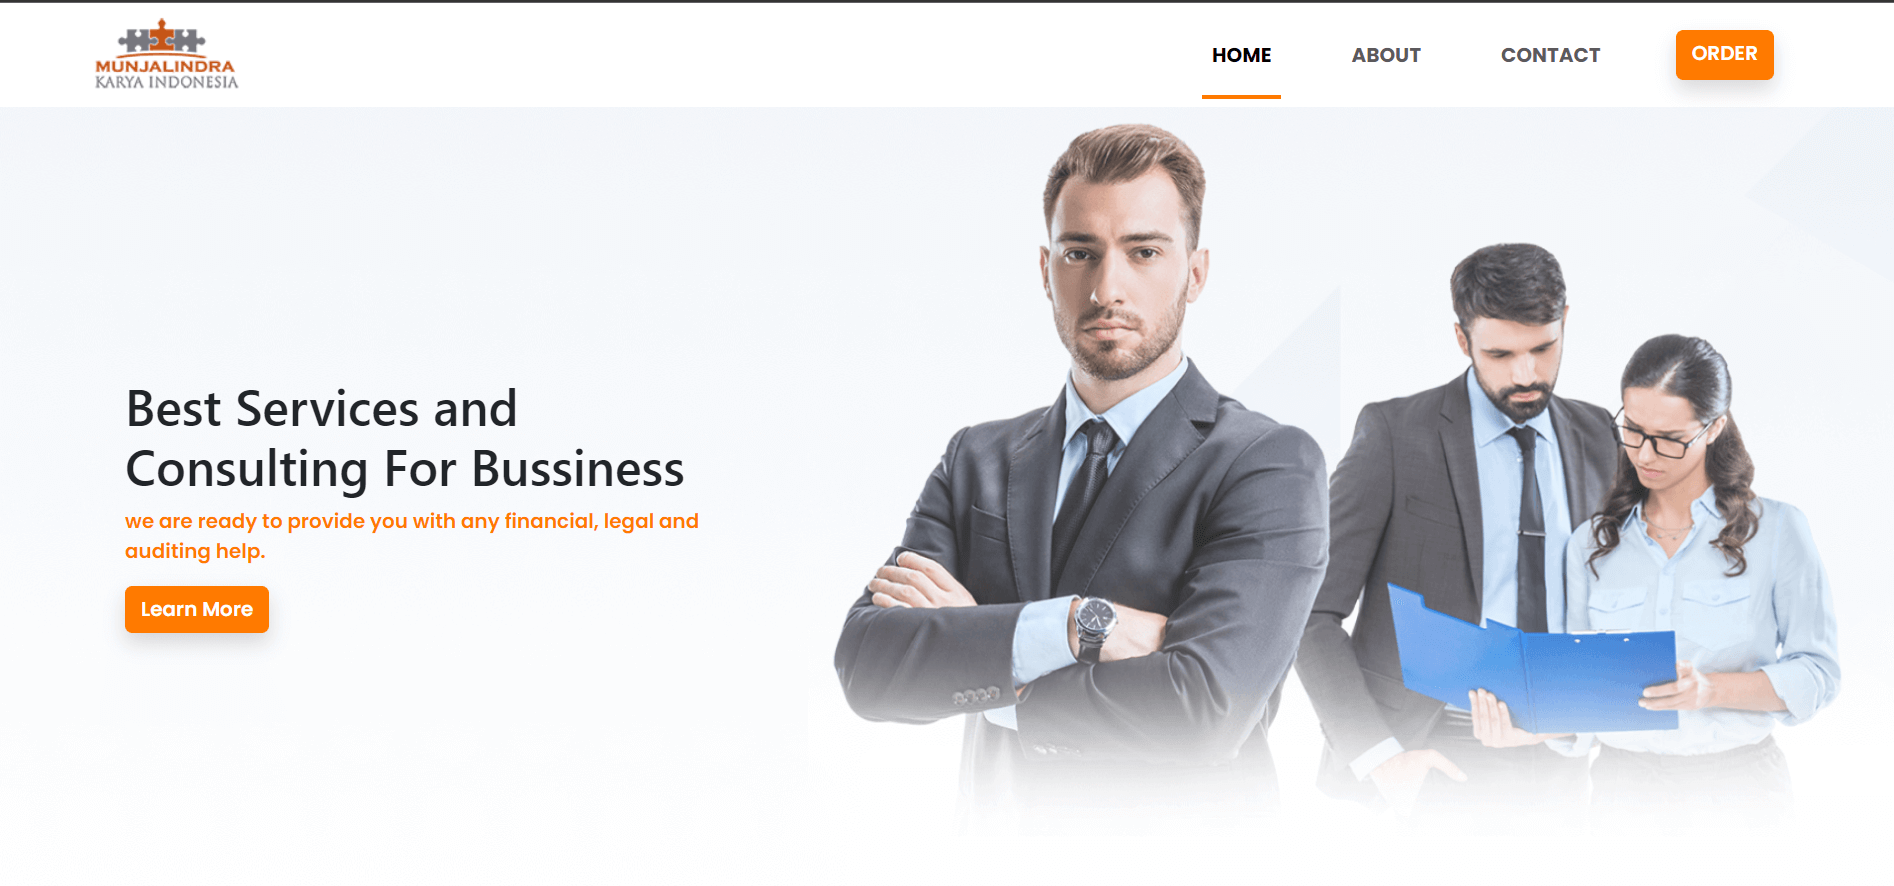 MUNJALINDRA
KARYA INDONESIA
HOME
ABOUT
CONTACT
ORDER
Best Services and
Consulting For Bussiness
we are ready to provide you with any financial, legal and
auditing help.
Learn More